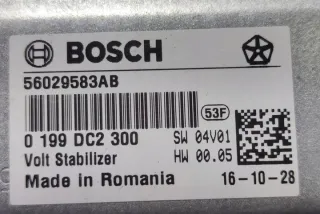 BOSCH
56029583AB
53F
0 199 DC2 300 SW 04V01
Volt Stabilizer HW 00.05
Made in Romania 16-10-28